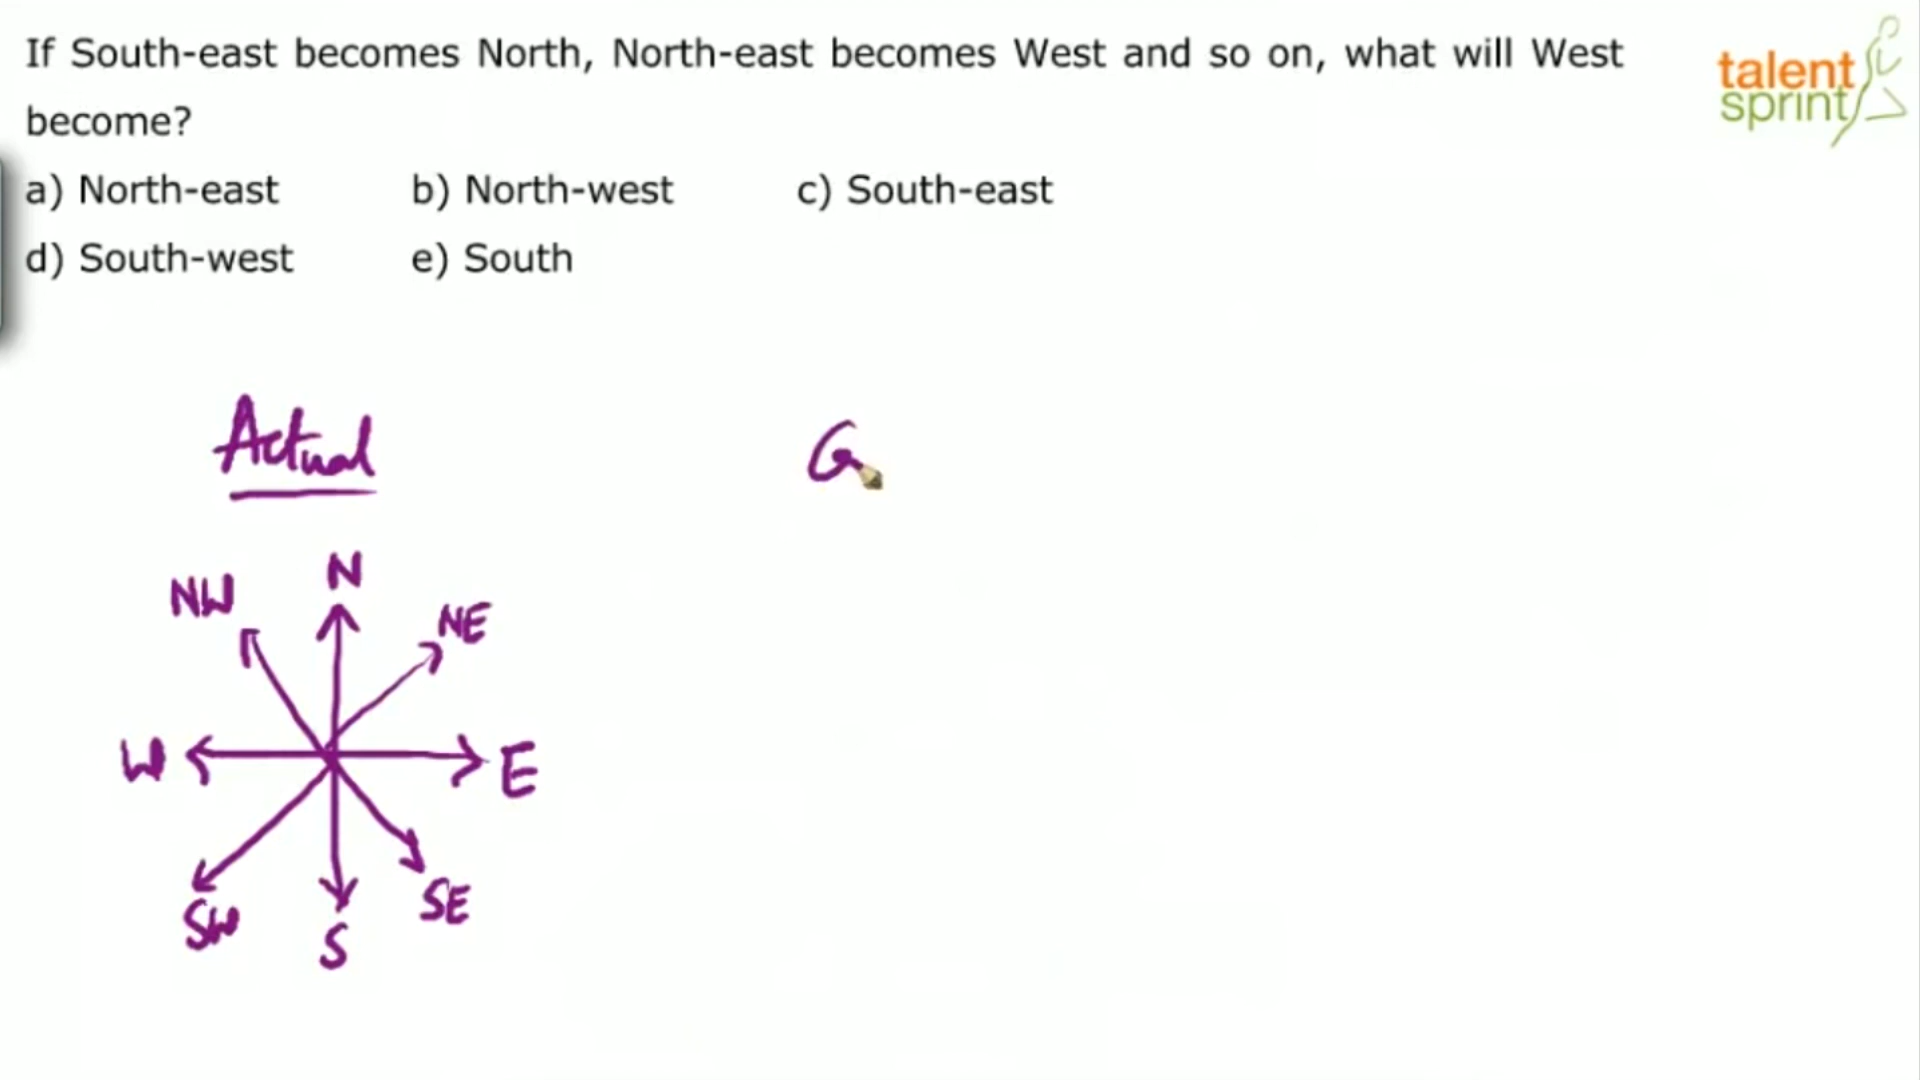 If South-east becomes North, North-east becomes West and so on, what will West
become?
a) North-east b) North-west c) South-east
d) South-west e) South
talent
sprint
Actual
G
N
NW
NE
W
E
SW
SE
S